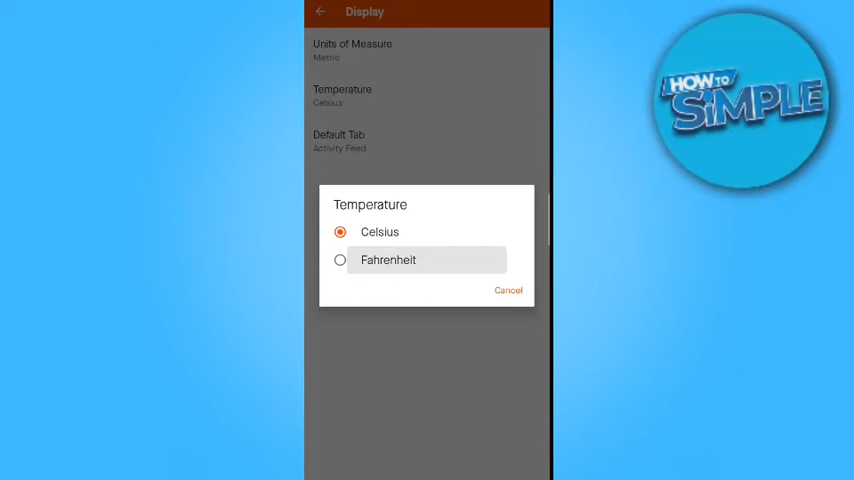 Display
Units of Measure
Metric
Temperature
Celsius
Default Tab
Activity Feed
Temperature
Celsius
Fahrenheit
Cancel
HOW TO
SiMPLE